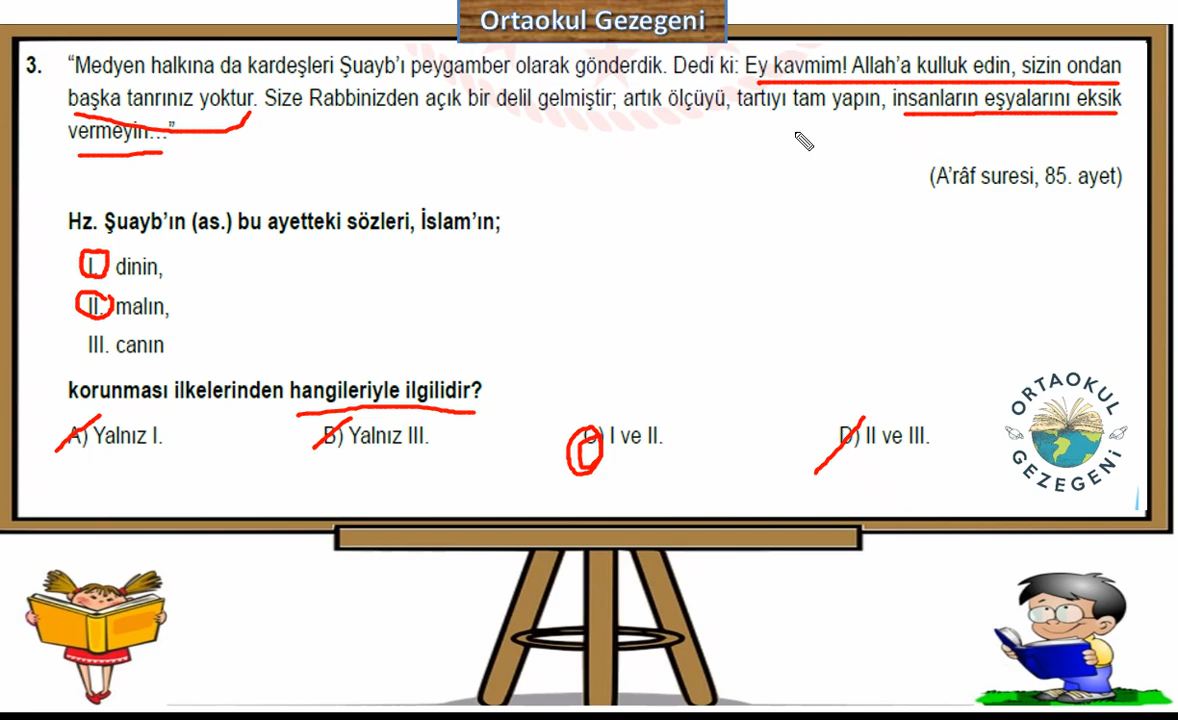 Ortaokul Gezegeni
3. “Medyen halkına da kardeşleri Şuayb’ı peygamber olarak gönderdik. Dedi ki: Ey kavmim! Allah’a kulluk edin, sizin ondan
başka tanrınız yoktur. Size Rabbinizden açık bir delil gelmiştir; artık ölçüyü, tartıyı tam yapın, insanların eşyalarını eksik
vermeyin…”
(A’râf suresi, 85. ayet)
Hz. Şuayb’ın (as.) bu ayetteki sözleri, İslam’ın;
I. dinin,
II. malın,
III. canın
korunması ilkelerinden hangileriyle ilgilidir?
A) Yalnız I. B) Yalnız III. C) I ve II. D) II ve III.
ORTAOKUL
GEZEGENİ